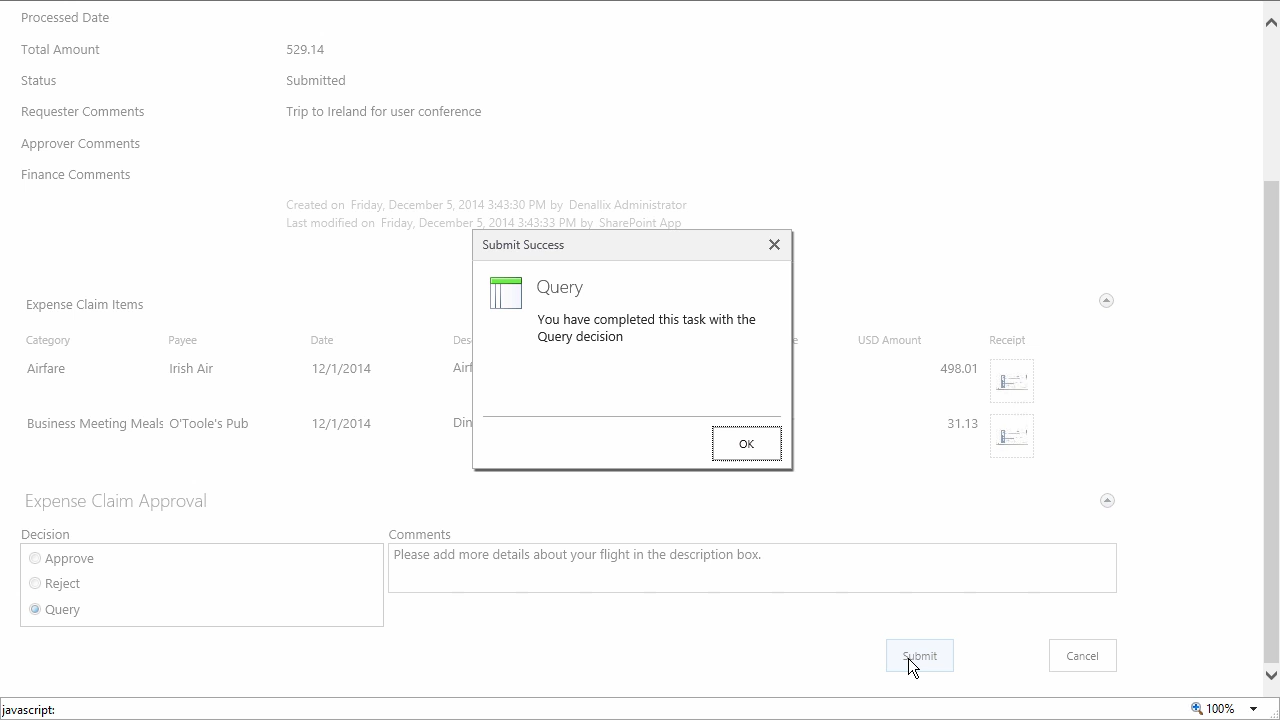 Processed Date
Total Amount 529.14
Status Submitted
Requester Comments Trip to Ireland for user conference
Approver Comments
Finance Comments
Created on Friday, December 5, 2014 3:43:30 PM by Denallix Administrator
Last modified on Friday, December 5, 2014 3:43:33 PM by SharePoint App
Submit Success
Query
You have completed this task with the
Query decision
OK
Expense Claim Items
Category Payee Date Des e USD Amount Receipt
Airfare Irish Air 12/1/2014 Airf 498.01
Business Meeting Meals O'Toole's Pub 12/1/2014 Din 31.13
Expense Claim Approval
Decision Comments
Approve Please add more details about your flight in the description box.
Reject
Query
Submit Cancel
javascript: 100%